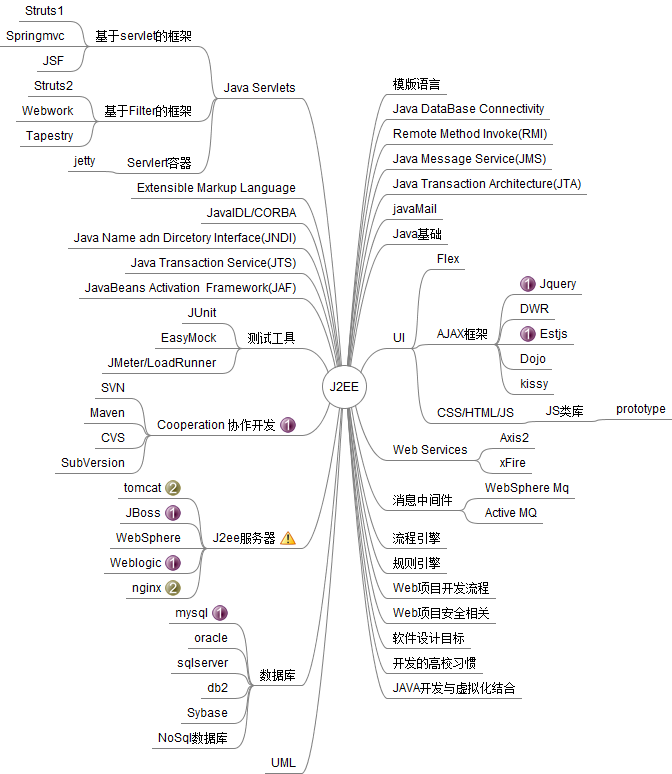 Struts1
Springmvc
JSF
基于servlet的框架
Struts2
Webwork
Tapestry
基于Filter的框架
jetty
Servlert容器
Java Servlets
Extensible Markup Language
JavaIDL/CORBA
Java Name adn Dircetory Interface(JNDI)
Java Transaction Service(JTS)
JavaBeans Activation Framework(JAF)
JUnit
EasyMock
JMeter/LoadRunner
测试工具
SVN
Maven
CVS
SubVersion
Cooperation 协作开发 1
tomcat 2
JBoss 1
WebSphere
Weblogic 1
nginx 2
J2ee服务器
mysql 1
oracle
sqlserver
db2
Sybase
NoSql数据库
数据库
UML
J2EE
模版语言
Java DataBase Connectivity
Remote Method Invoke(RMI)
Java Message Service(JMS)
Java Transaction Architecture(JTA)
javaMail
Java基础
UI
Flex
AJAX框架
1 Jquery
DWR
1 Estjs
Dojo
kissy
CSS/HTML/JS
JS类库
prototype
Web Services
Axis2
xFire
消息中间件
WebSphere Mq
Active MQ
流程引擎
规则引擎
Web项目开发流程
Web项目安全相关
软件设计目标
开发的高校习惯
JAVA开发与虚拟化结合